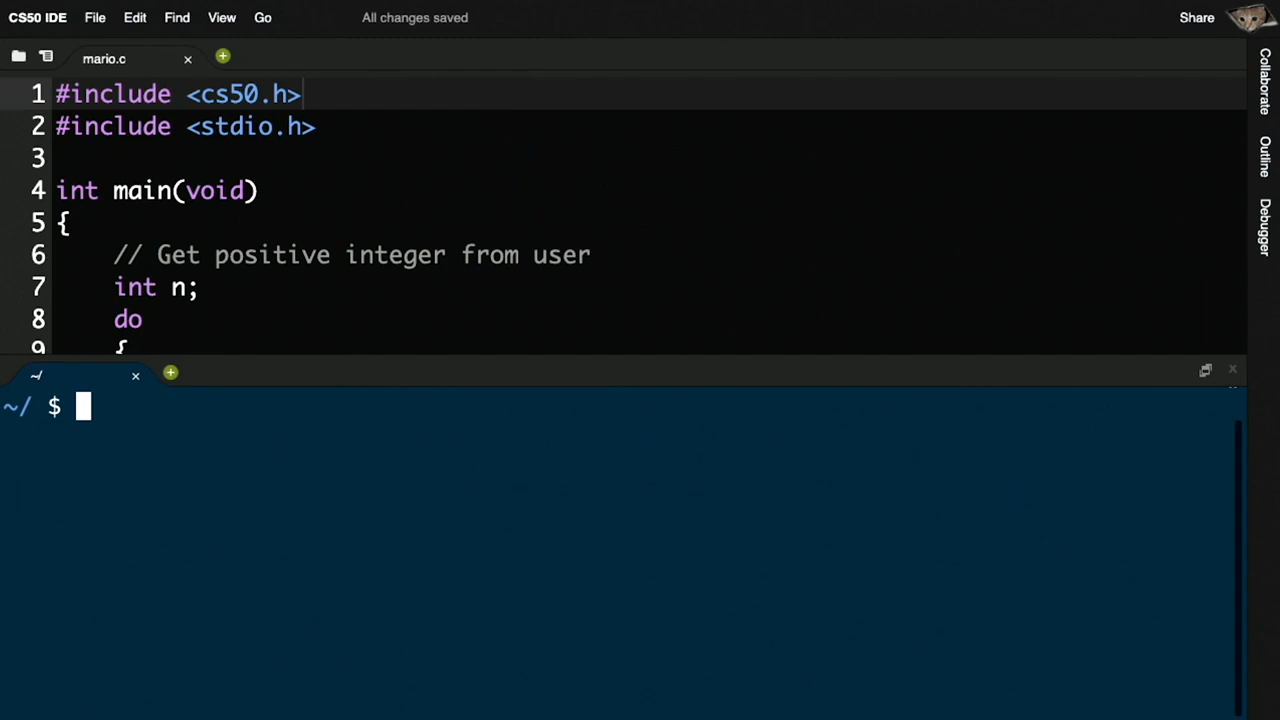 CS50 IDE File Edit Find View Go All changes saved Share
mario.c
1 #include <cs50.h>
2 #include <stdio.h>
3
4 int main(void)
5 {
6 // Get positive integer from user
7 int n;
8 do
9 {
~/
~/ $
Collaborate
Outline
Debugger